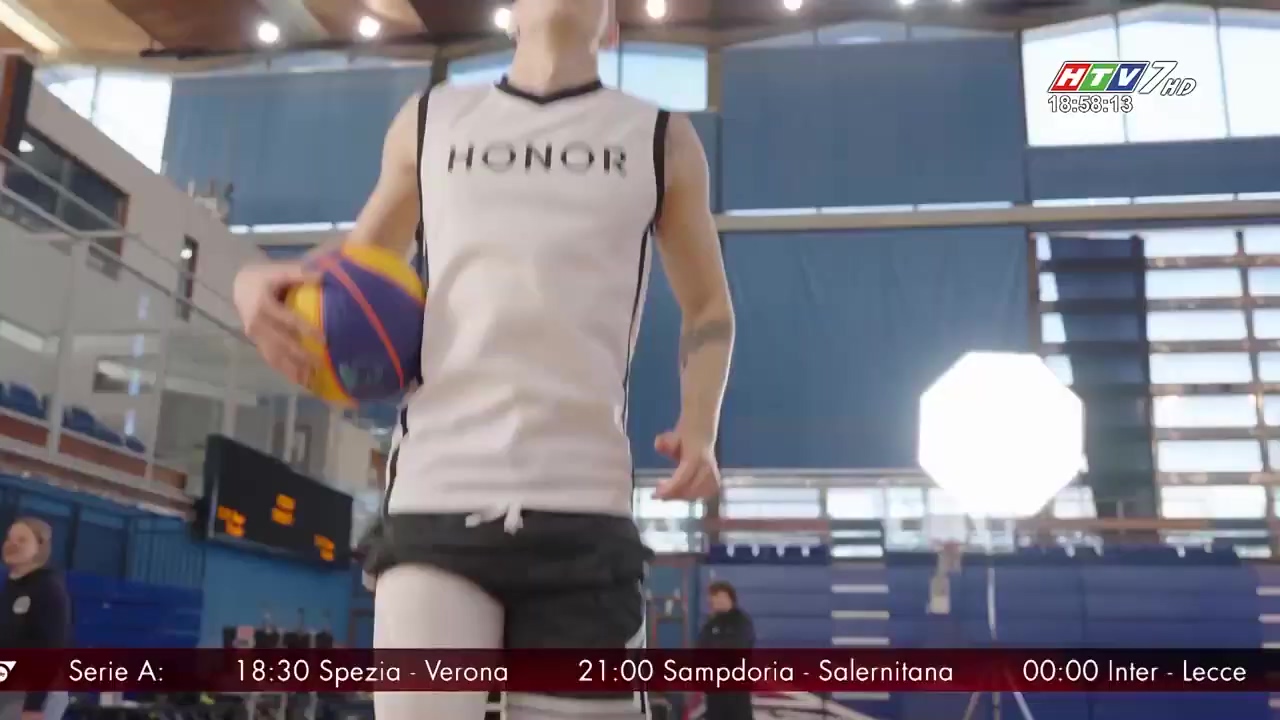 HTV7 HD
18:58:13
HONOR
Serie A: 18:30 Spezia - Verona 21:00 Sampdoria - Salernitana 00:00 Inter - Lecce